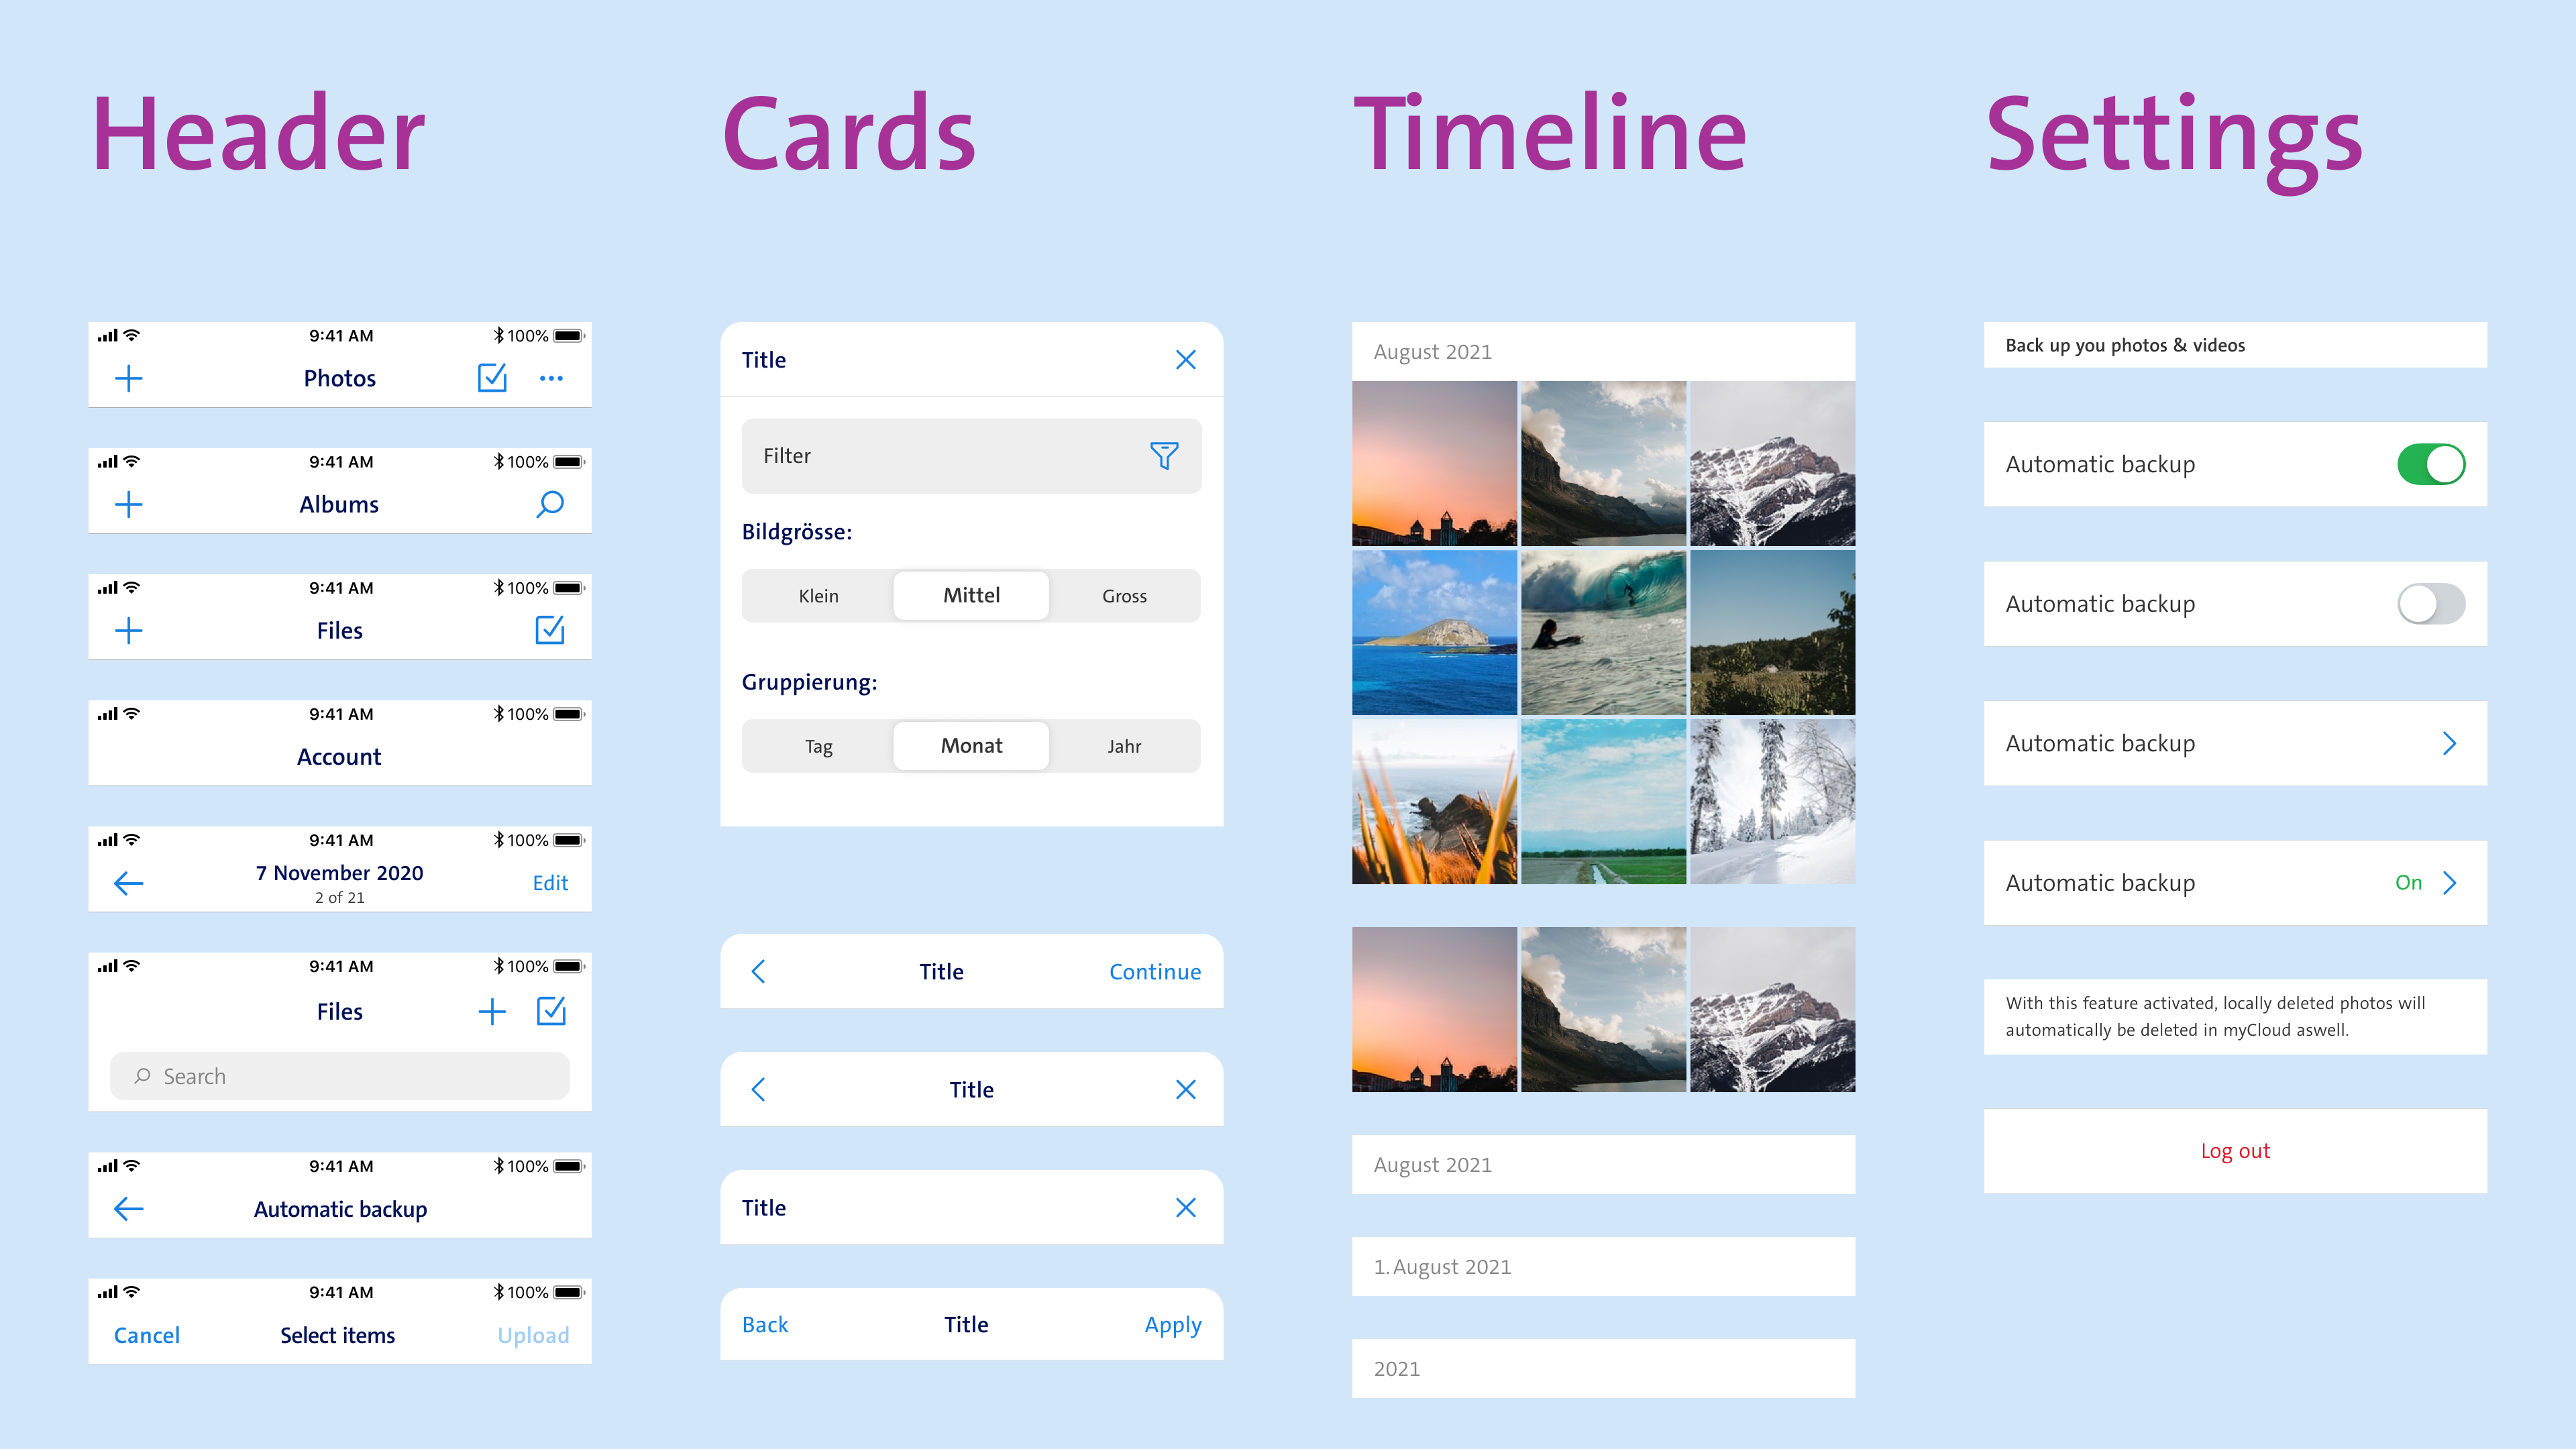 Header
9:41 AM 100%
Photos
9:41 AM 100%
Albums
9:41 AM 100%
Files
9:41 AM 100%
Account
9:41 AM 100%
7 November 2020
2 of 21
Edit
9:41 AM 100%
Files
Search
9:41 AM 100%
Automatic backup
9:41 AM 100%
Cancel Select items Upload
Cards
Title
Filter
Bildgrösse:
Klein Mittel Gross
Gruppierung:
Tag Monat Jahr
Title Continue
Title
Title
Back Title Apply
Timeline
August 2021
August 2021
1. August 2021
2021
Settings
Back up you photos & videos
Automatic backup
Automatic backup
Automatic backup
Automatic backup On
With this feature activated, locally deleted photos will
automatically be deleted in myCloud aswell.
Log out